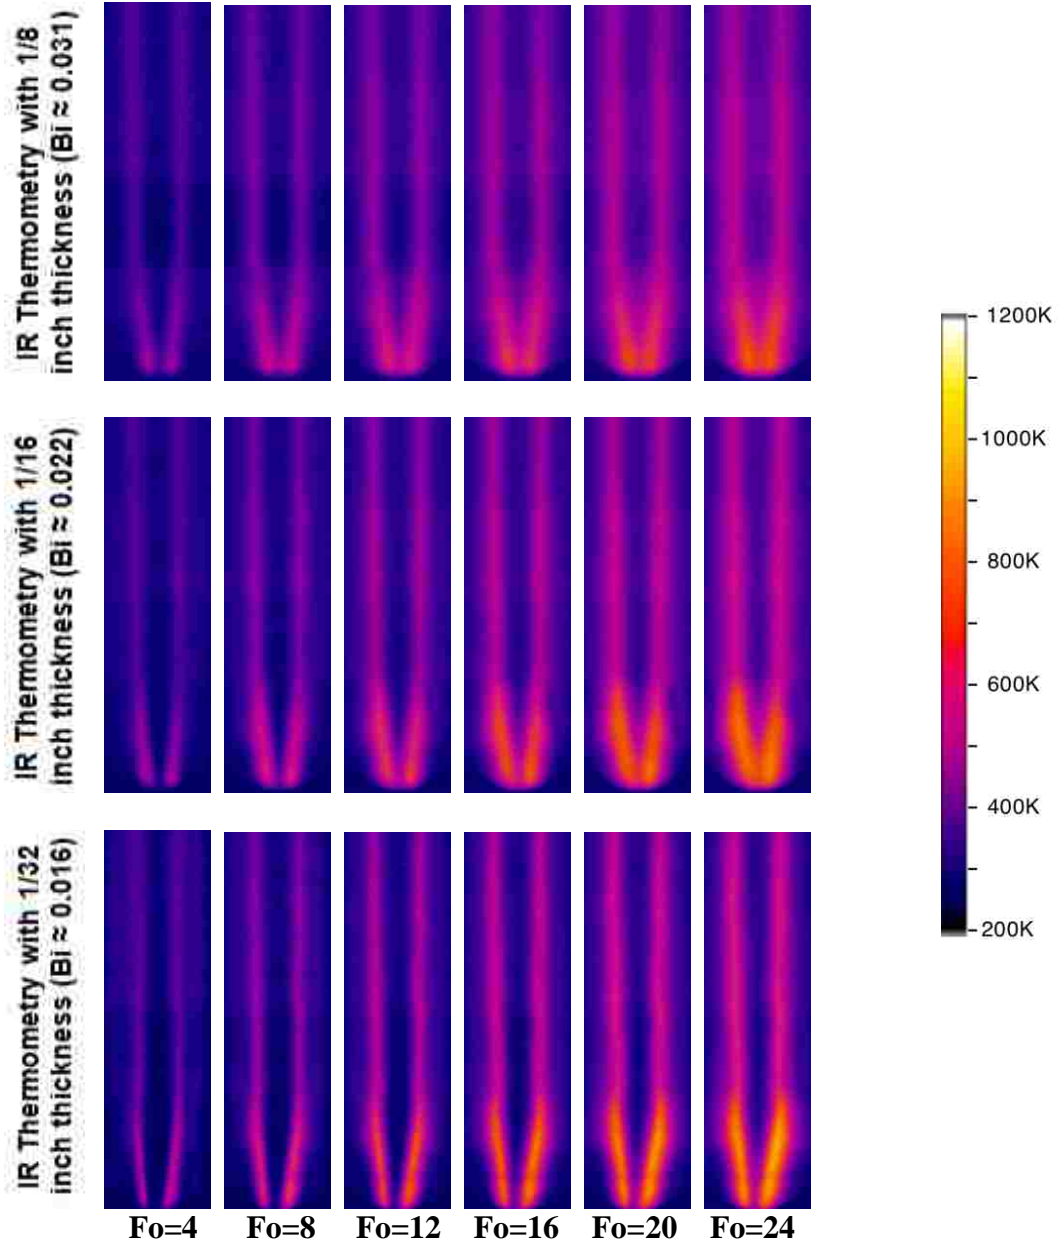 IR Thermometry with 1/8
inch thickness (Bi ≈ 0.031)
IR Thermometry with 1/16
inch thickness (Bi ≈ 0.022)
IR Thermometry with 1/32
inch thickness (Bi ≈ 0.016)
1200K
1000K
800K
600K
400K
200K
Fo=4 Fo=8 Fo=12 Fo=16 Fo=20 Fo=24